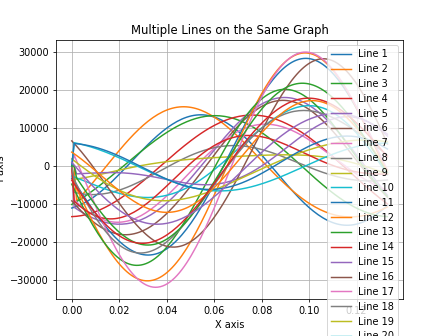 Multiple Lines on the Same Graph
30000
20000
10000
0
−10000
−20000
−30000
0.00
0.02
0.04
0.06
0.08
0.10
X axis
Line 1
Line 2
Line 3
Line 4
Line 5
Line 6
Line 7
Line 8
Line 9
Line 10
Line 11
Line 12
Line 13
Line 14
Line 15
Line 16
Line 17
Line 18
Line 19
Line 20